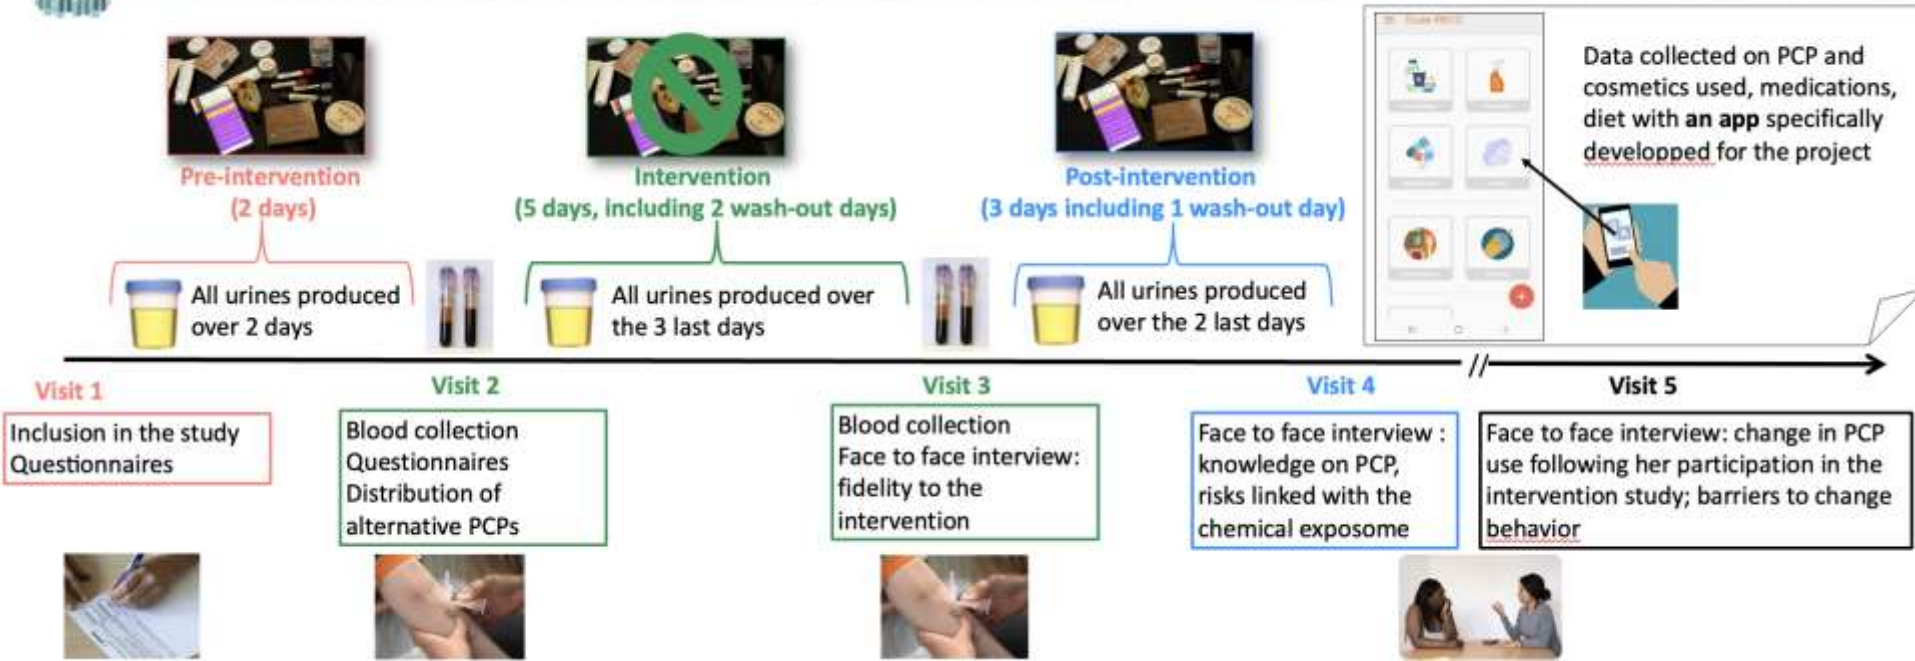 Pre-intervention
(2 days)
Intervention
(5 days, including 2 wash-out days)
Post-intervention
(3 days including 1 wash-out day)
Data collected on PCP and
cosmetics used, medications,
diet with an app specifically
developped for the project
All urines produced
over 2 days
All urines produced over
the 3 last days
All urines produced
over the 2 last days
//
Visit 1
Inclusion in the study
Questionnaires
Visit 2
Blood collection
Questionnaires
Distribution of
alternative PCPs
Visit 3
Blood collection
Face to face interview:
fidelity to the
intervention
Visit 4
Face to face interview :
knowledge on PCP,
risks linked with the
chemical exposome
Visit 5
Face to face interview: change in PCP
use following her participation in the
intervention study; barriers to change
behavior